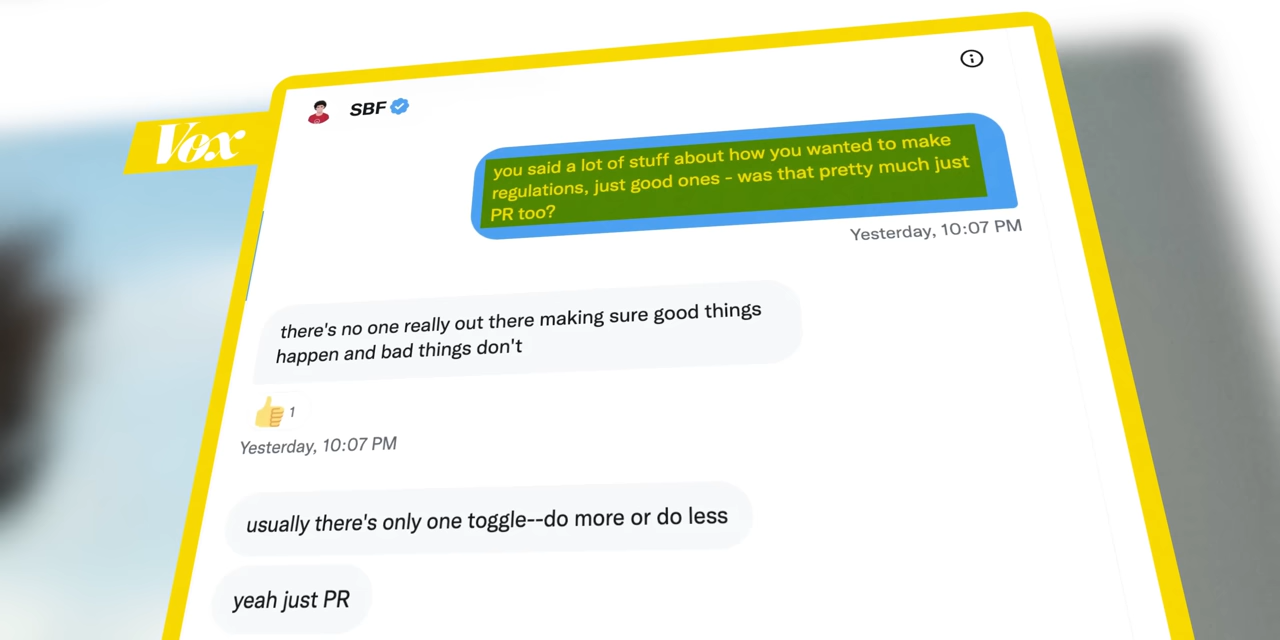 Vox
SBF
you said a lot of stuff about how you wanted to make
regulations, just good ones - was that pretty much just
PR too?
Yesterday, 10:07 PM
there's no one really out there making sure good things
happen and bad things don't
1
Yesterday, 10:07 PM
usually there's only one toggle--do more or do less
yeah just PR